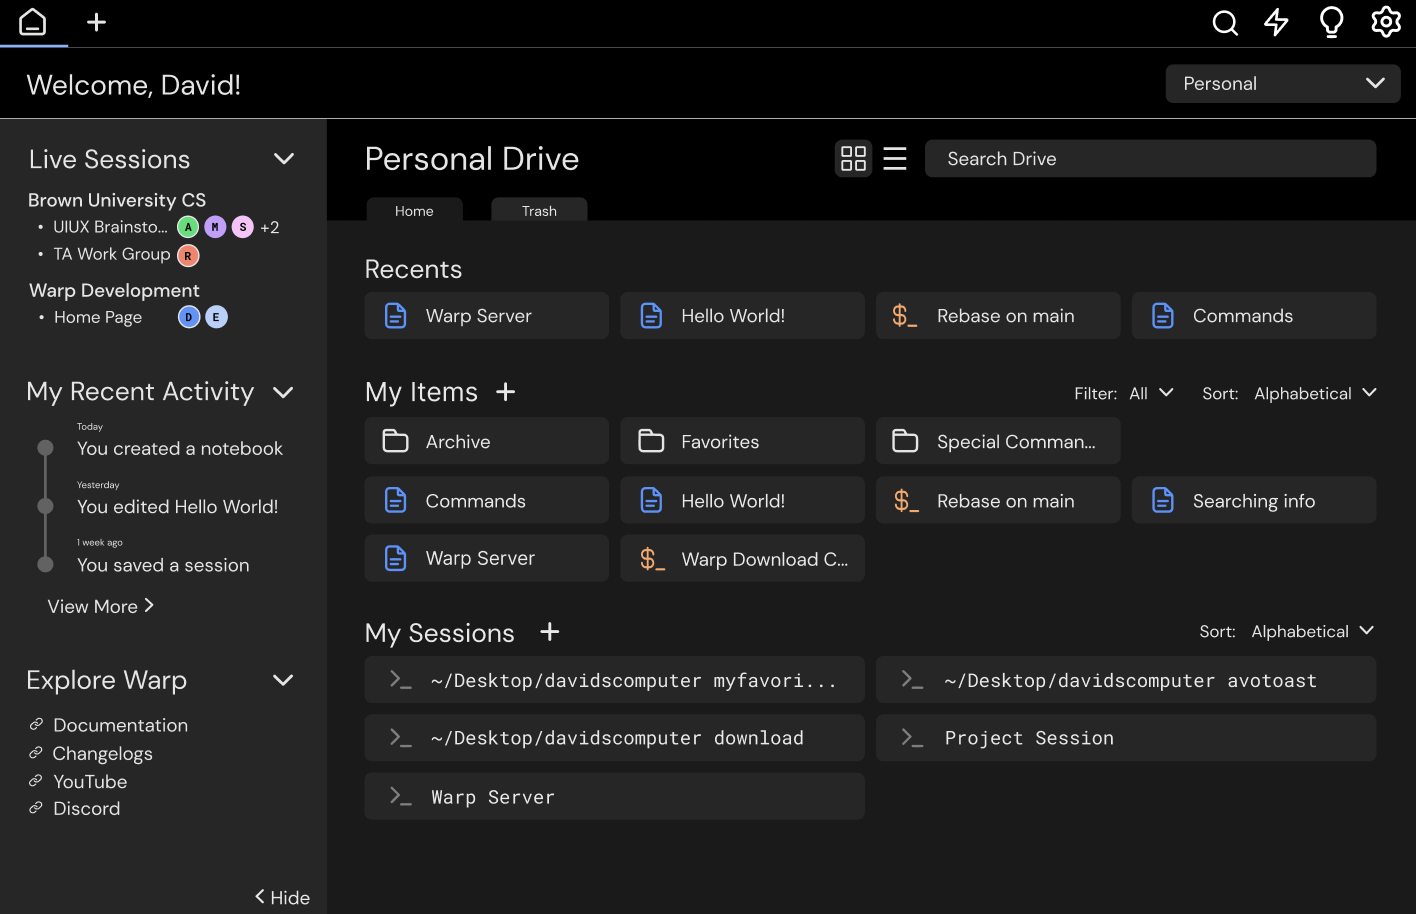 Welcome, David!
Personal
Live Sessions
Brown University CS
• UIUX Brainsto... A M S +2
• TA Work Group R
Warp Development
• Home Page D E
My Recent Activity
Today
You created a notebook
Yesterday
You edited Hello World!
1 week ago
You saved a session
View More
Explore Warp
Documentation
Changelogs
YouTube
Discord
Hide
Personal Drive
Search Drive
Home Trash
Recents
Warp Server Hello World! $_ Rebase on main Commands
My Items Filter: All Sort: Alphabetical
Archive Favorites Special Comman...
Commands Hello World! $_ Rebase on main Searching info
Warp Server $_ Warp Download C...
My Sessions Sort: Alphabetical
>_ ~/Desktop/davidscomputer myfavori... >_ ~/Desktop/davidscomputer avotoast
>_ ~/Desktop/davidscomputer download >_ Project Session
>_ Warp Server